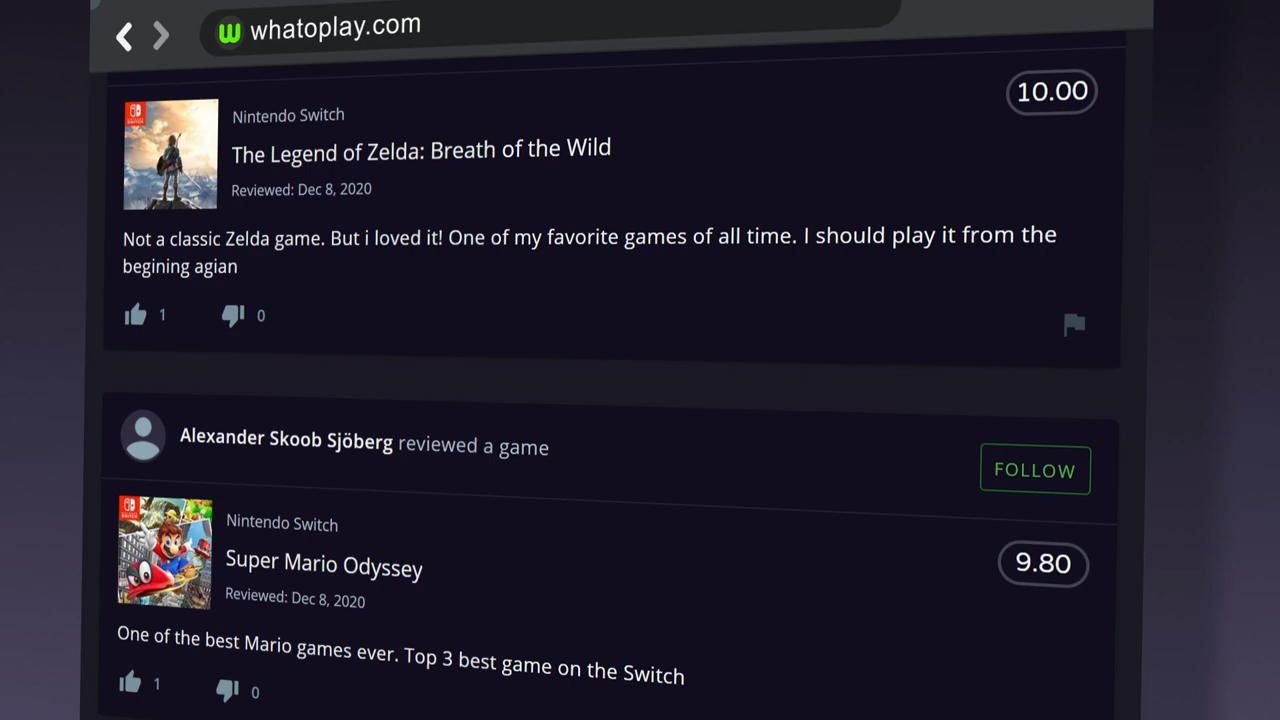 whatoplay.com
10.00
Nintendo Switch
The Legend of Zelda: Breath of the Wild
Reviewed: Dec 8, 2020
Not a classic Zelda game. But i loved it! One of my favorite games of all time. I should play it from the
begining agian
1 0
Alexander Skoob Sjöberg reviewed a game
FOLLOW
Nintendo Switch
Super Mario Odyssey
9.80
Reviewed: Dec 8, 2020
One of the best Mario games ever. Top 3 best game on the Switch
1 0